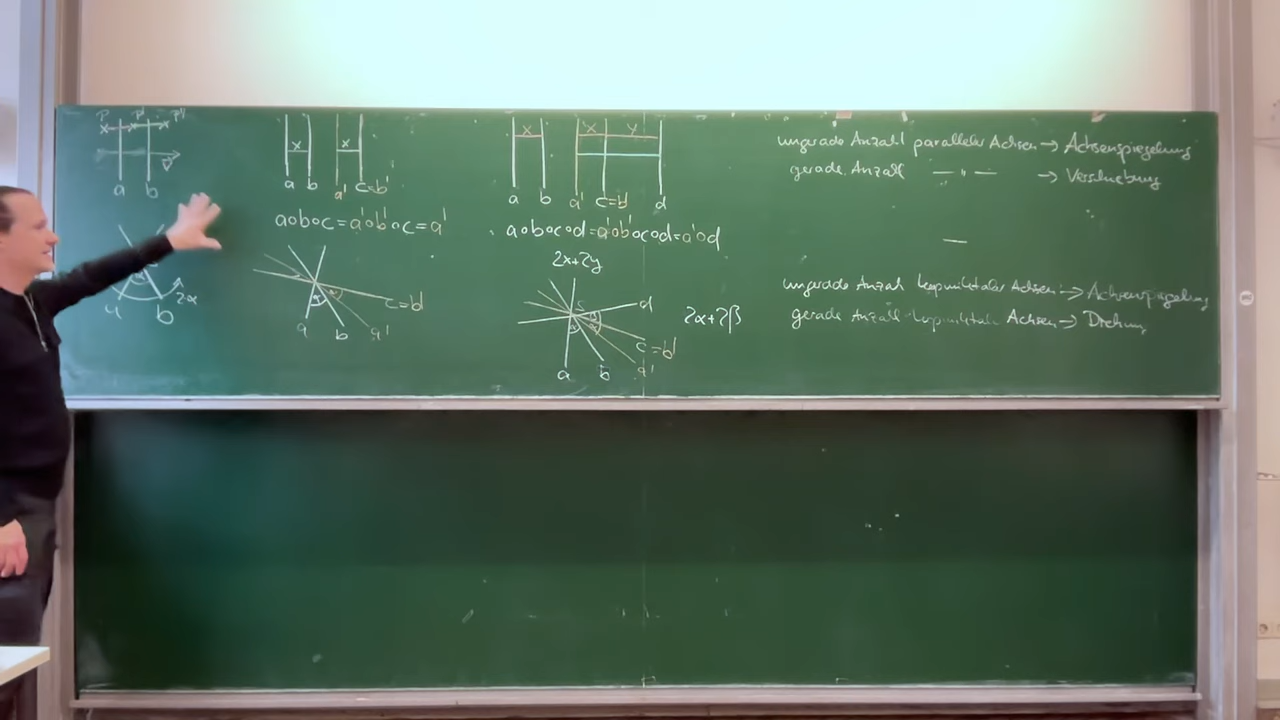 P P' P''
a b v
a b 2α
α
x x
a b a' c=b'
a∘b∘c=a'∘b'∘c=a'
α
a b a' c=b'
x x y
a b a' c=b' d
a∘b∘c∘d=a'∘b'∘c∘d=a'∘d
2x+2y
S d
c=b'
a b a'
2α+2β
ungerade Anzahl paralleler Achsen → Achsenspiegelung
gerade Anzahl — " — → Verschiebung
—
ungerade Anzahl kopunktaler Achsen → Achsenspiegelung
gerade Anzahl kopunktaler Achsen → Drehung